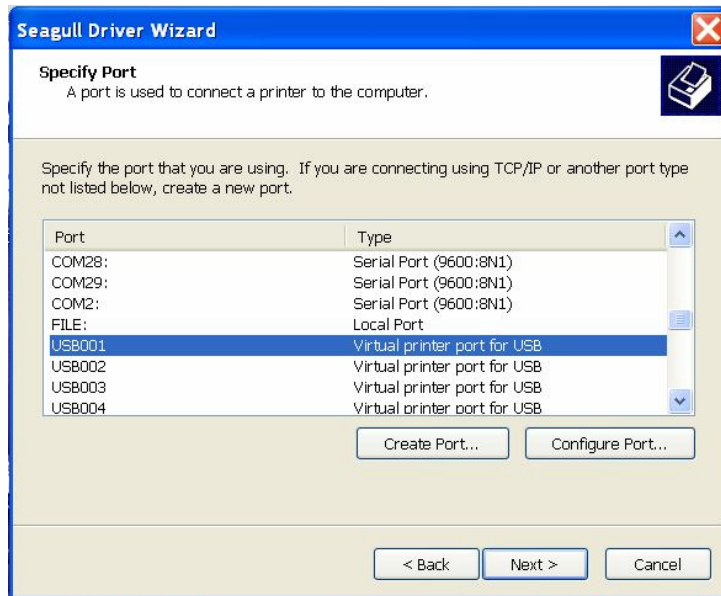 Seagull Driver Wizard
Specify Port
A port is used to connect a printer to the computer.
Specify the port that you are using. If you are connecting using TCP/IP or another port type
not listed below, create a new port.
Port Type
COM28: Serial Port (9600:8N1)
COM29: Serial Port (9600:8N1)
COM2: Serial Port (9600:8N1)
FILE: Local Port
USB001 Virtual printer port for USB
USB002 Virtual printer port for USB
USB003 Virtual printer port for USB
USB004 Virtual printer port for USB
Create Port... Configure Port...
< Back Next > Cancel